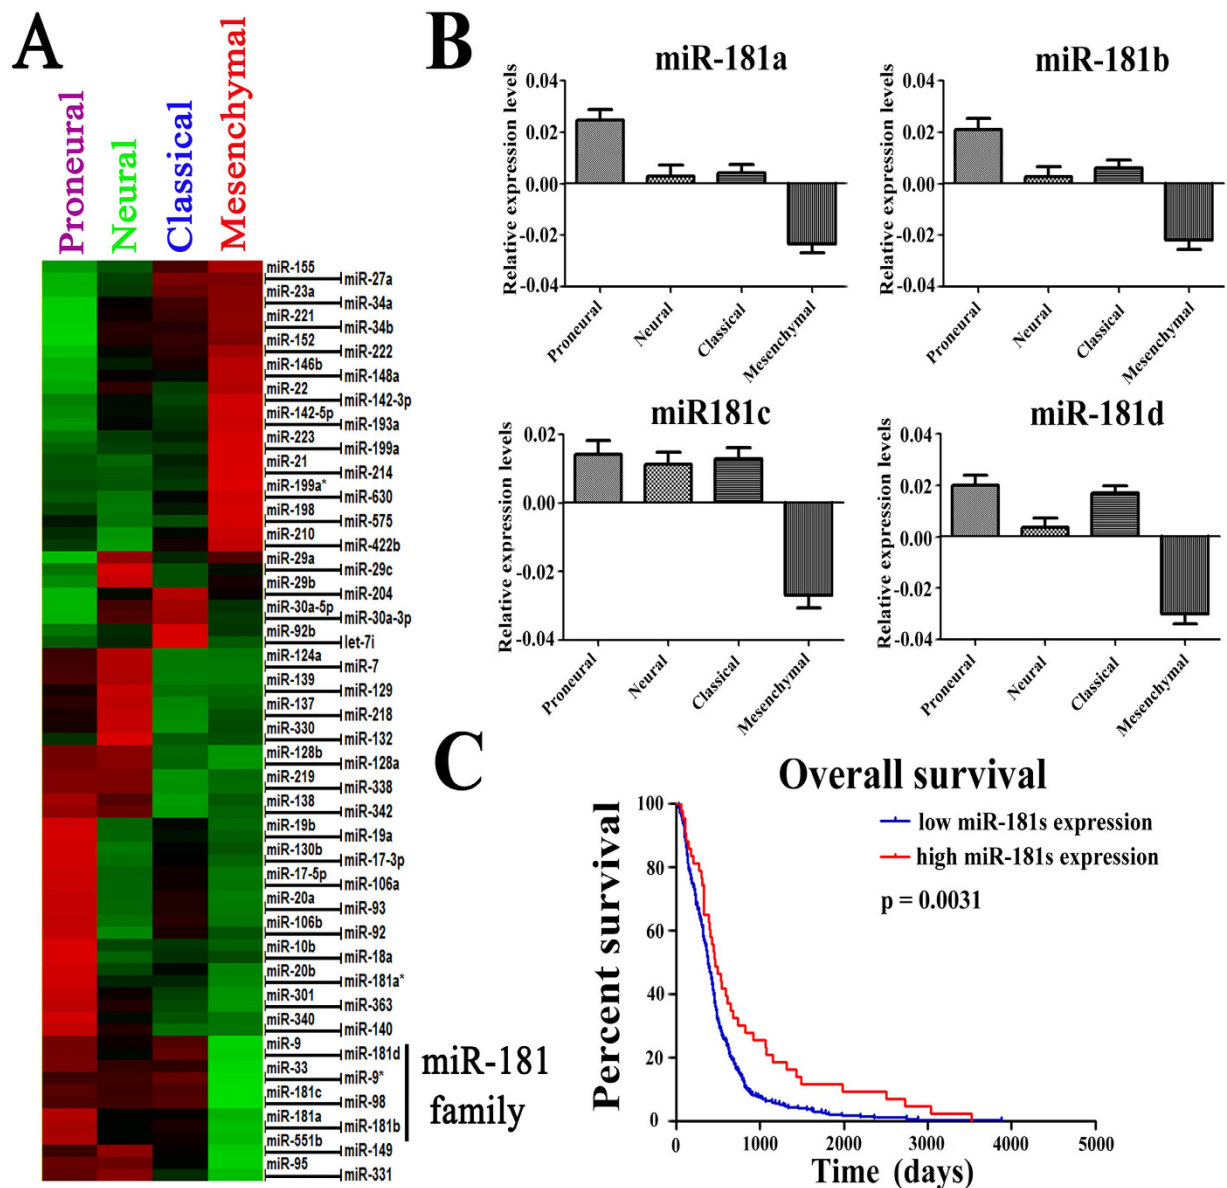 A
Proneural
Neural
Classical
Mesenchymal
miR-155
miR-27a
miR-23a
miR-34a
miR-221
miR-34b
miR-152
miR-222
miR-146b
miR-148a
miR-22
miR-142-3p
miR-142-5p
miR-193a
miR-223
miR-199a
miR-21
miR-214
miR-199a*
miR-630
miR-198
miR-575
miR-210
miR-422b
miR-29a
miR-29c
miR-29b
miR-204
miR-30a-5p
miR-30a-3p
miR-92b
let-7i
miR-124a
miR-7
miR-139
miR-129
miR-137
miR-218
miR-330
miR-132
miR-128b
miR-128a
miR-219
miR-338
miR-138
miR-342
miR-19b
miR-19a
miR-130b
miR-17-3p
miR-17-5p
miR-106a
miR-20a
miR-93
miR-106b
miR-92
miR-10b
miR-18a
miR-20b
miR-181a*
miR-301
miR-363
miR-340
miR-140
miR-9
miR-181d
miR-33
miR-9*
miR-181c
miR-98
miR-181a
miR-181b
miR-551b
miR-149
miR-95
miR-331
miR-181
family
B
miR-181a
Relative expression levels
0.04
0.02
0.00
-0.02
-0.04
Proneural
Neural
Classical
Mesenchymal
miR-181b
Relative expression levels
0.04
0.02
0.00
-0.02
-0.04
Proneural
Neural
Classical
Mesenchymal
miR181c
Relative expression levels
0.02
0.00
-0.02
-0.04
Proneural
Neural
Classical
Mesenchymal
miR-181d
Relative expression levels
0.04
0.02
0.00
-0.02
-0.04
Proneural
Neural
Classical
Mesenchymal
C
Overall survival
Percent survival
100
80
60
40
20
0
low miR-181s expression
high miR-181s expression
p = 0.0031
0
1000
2000
3000
4000
5000
Time (days)